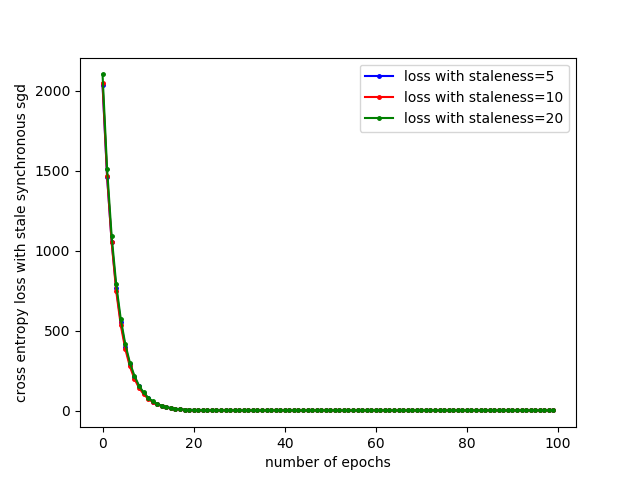 loss with staleness=5
loss with staleness=10
loss with staleness=20
cross entropy loss with stale synchronous sgd
2000
1500
1000
500
0
0 20 40 60 80 100
number of epochs